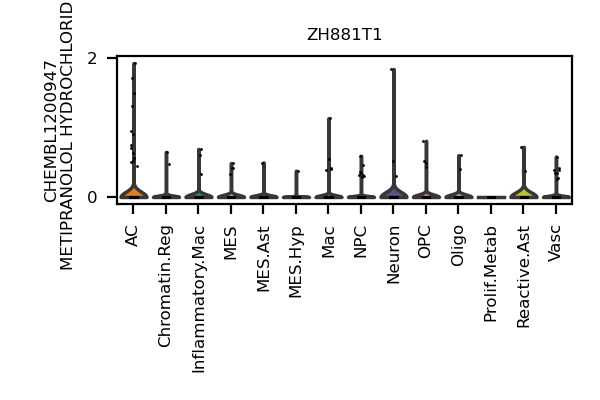 ZH881T1
CHEMBL1200947
METIPRANOLOL HYDROCHLORID
2
0
AC
Chromatin.Reg
Inflammatory.Mac
MES
MES.Ast
MES.Hyp
Mac
NPC
Neuron
OPC
Oligo
Prolif.Metab
Reactive.Ast
Vasc